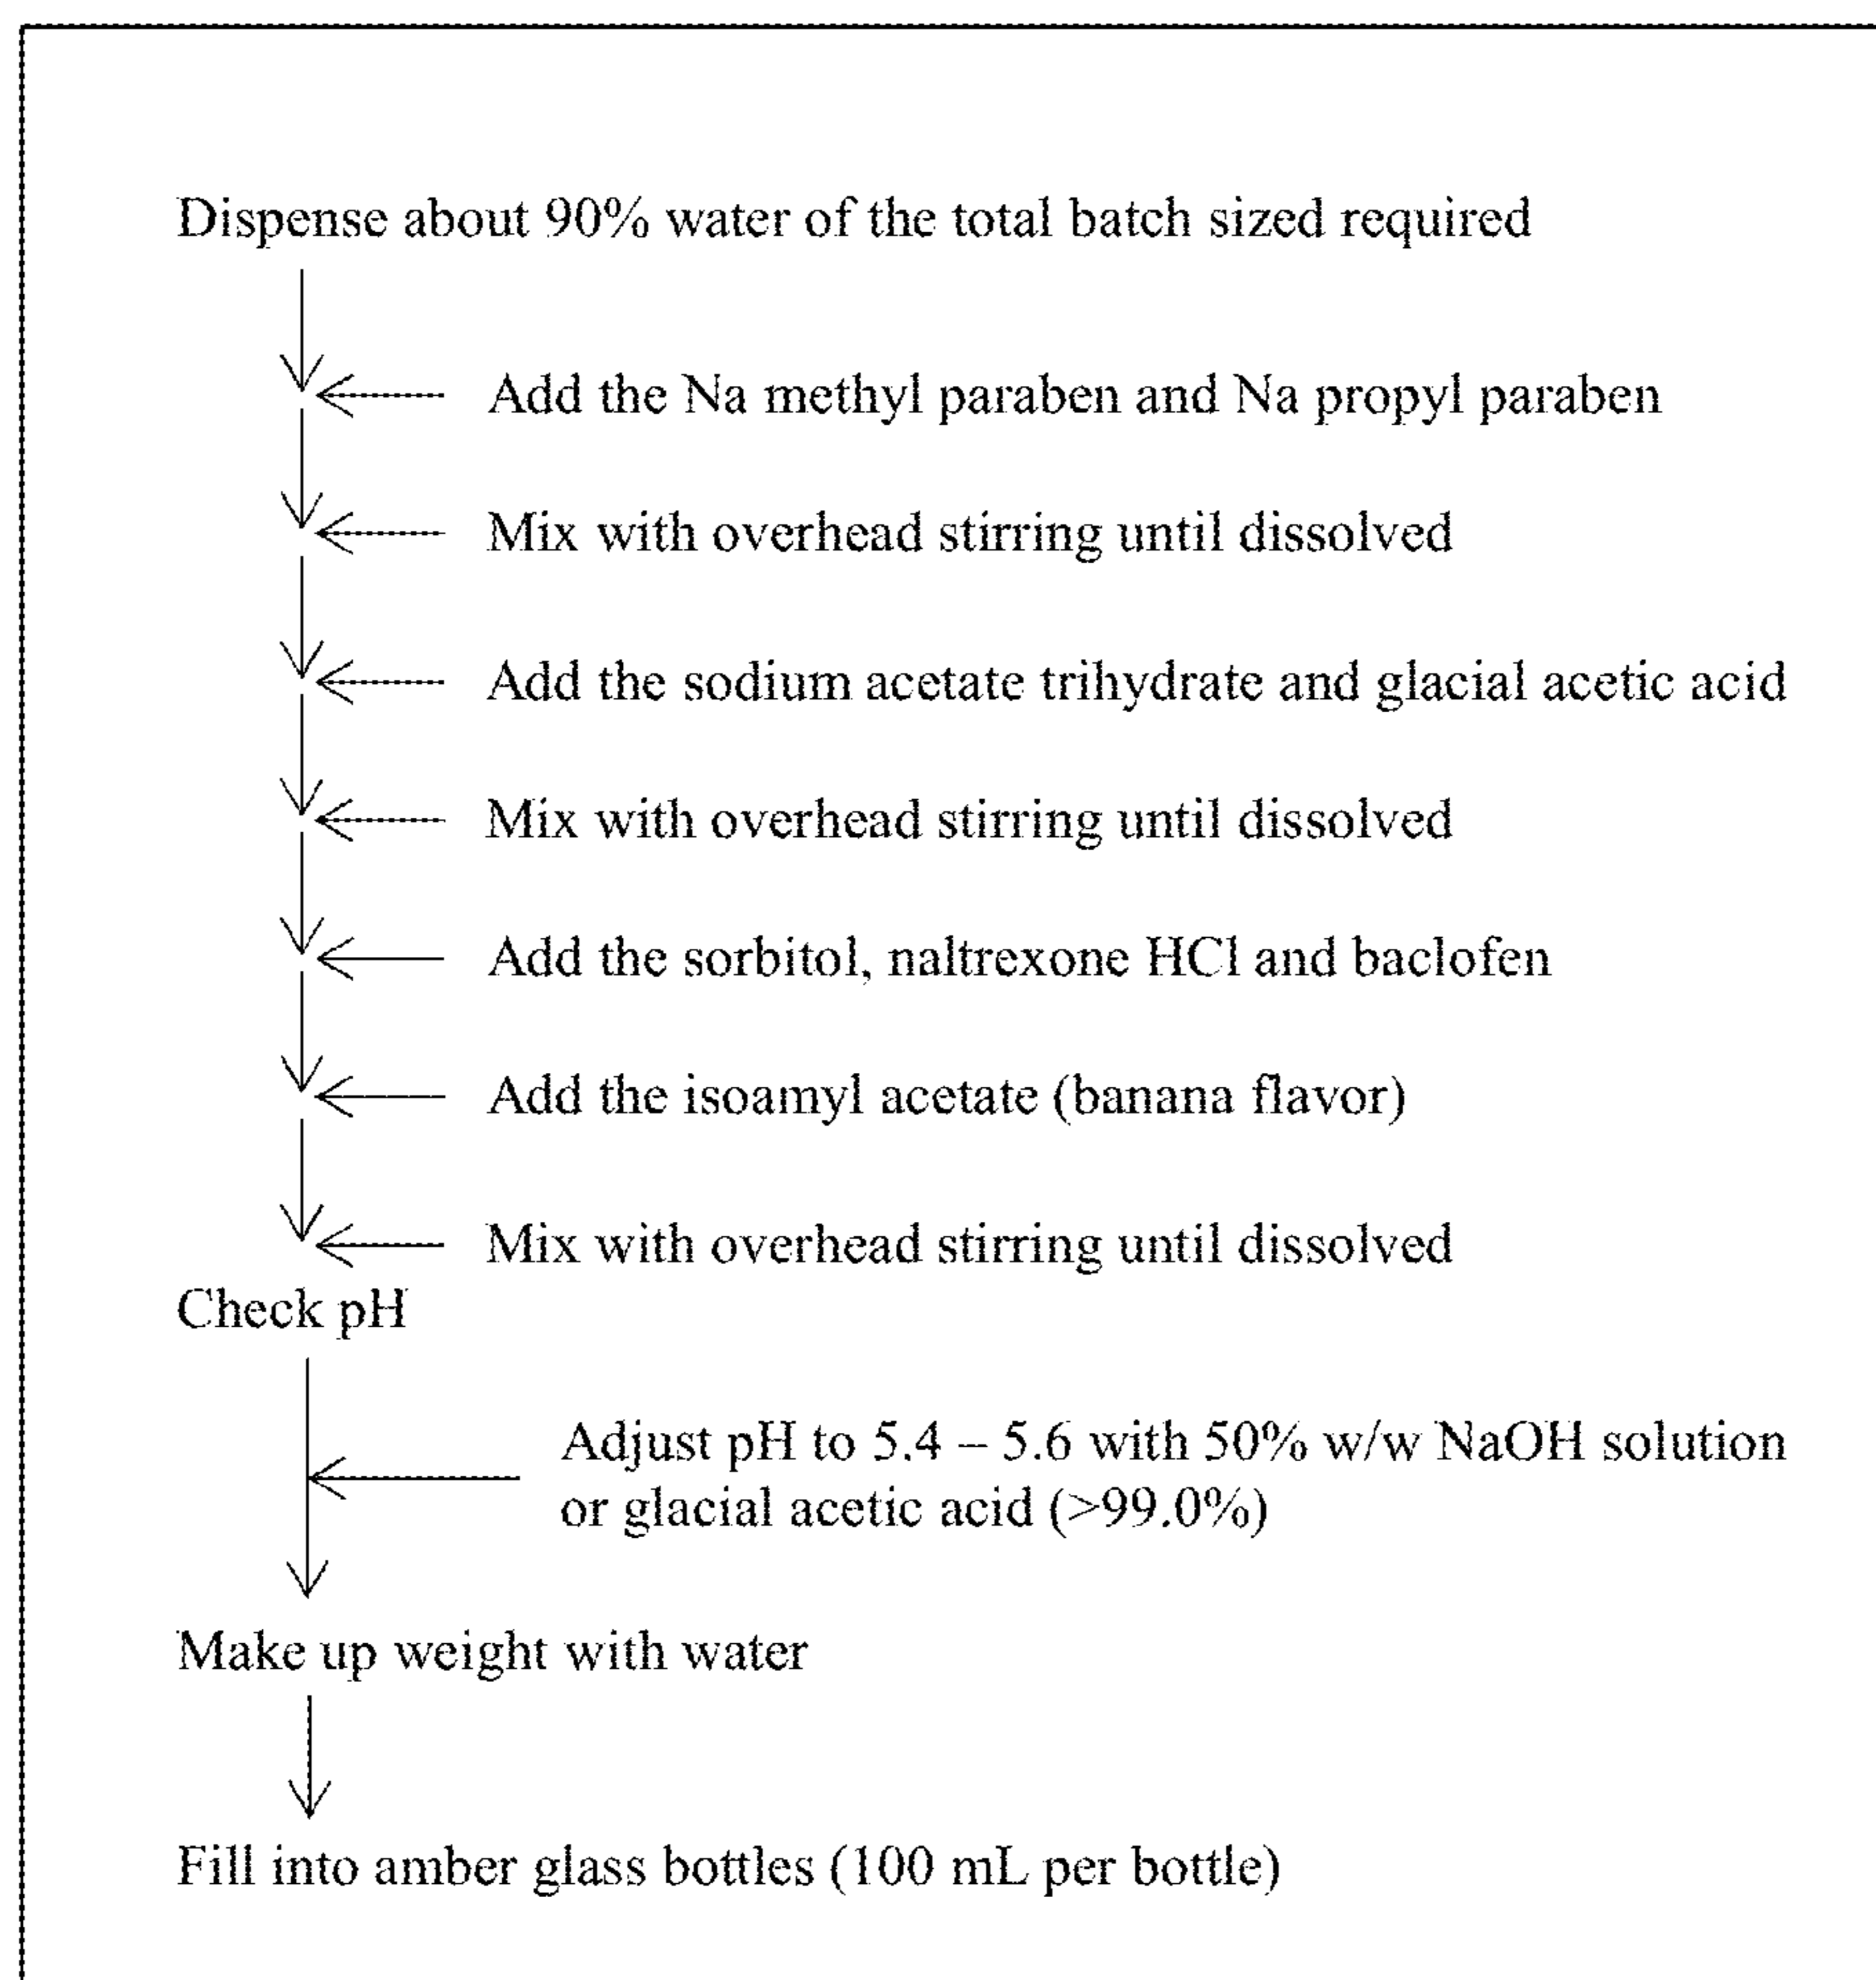 Dispense about 90% water of the total batch sized required
Add the Na methyl paraben and Na propyl paraben
Mix with overhead stirring until dissolved
Add the sodium acetate trihydrate and glacial acetic acid
Mix with overhead stirring until dissolved
Add the sorbitol, naltrexone HCl and baclofen
Add the isoamyl acetate (banana flavor)
Mix with overhead stirring until dissolved
Check pH
Adjust pH to 5.4 – 5.6 with 50% w/w NaOH solution
or glacial acetic acid (>99.0%)
Make up weight with water
Fill into amber glass bottles (100 mL per bottle)